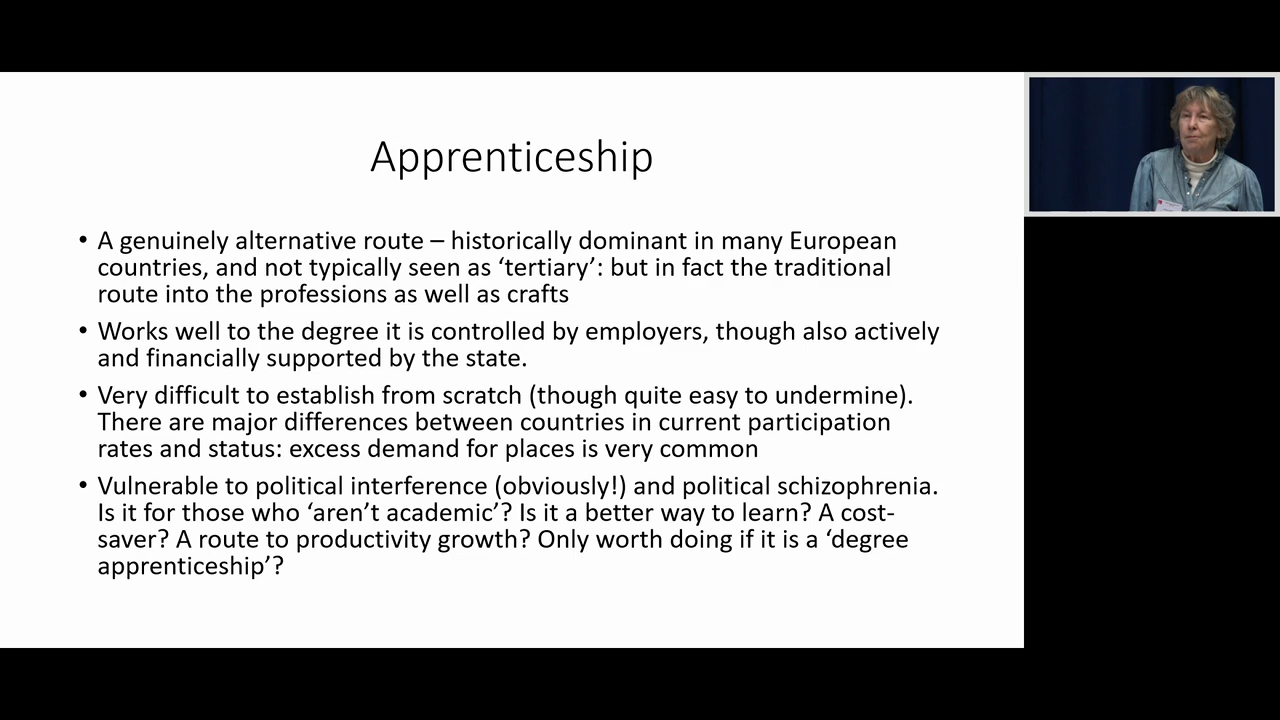 Apprenticeship
• A genuinely alternative route – historically dominant in many European
countries, and not typically seen as ‘tertiary’: but in fact the traditional
route into the professions as well as crafts
• Works well to the degree it is controlled by employers, though also actively
and financially supported by the state.
• Very difficult to establish from scratch (though quite easy to undermine).
There are major differences between countries in current participation
rates and status: excess demand for places is very common
• Vulnerable to political interference (obviously!) and political schizophrenia.
Is it for those who ‘aren’t academic’? Is it a better way to learn? A cost-
saver? A route to productivity growth? Only worth doing if it is a ‘degree
apprenticeship’?